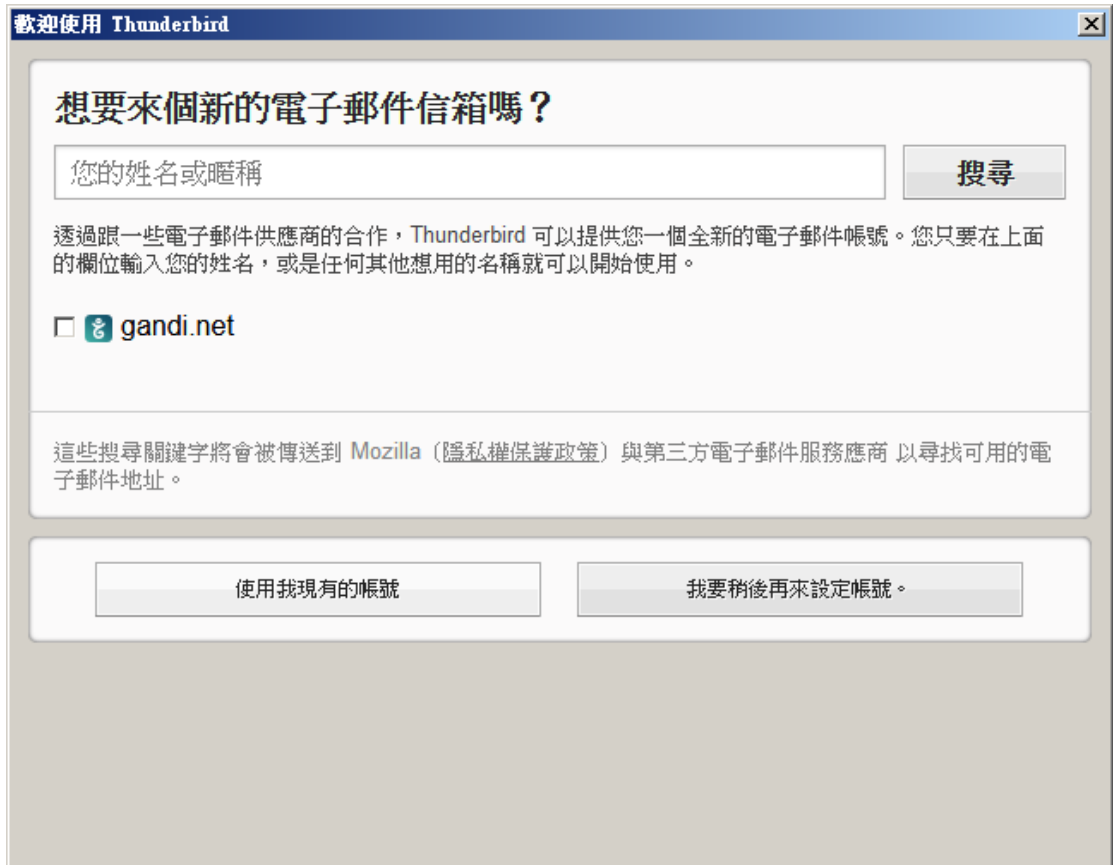 歡迎使用 Thunderbird
想要來個新的電子郵件信箱嗎？
您的姓名或暱稱
搜尋
透過跟一些電子郵件供應商的合作，Thunderbird 可以提供您一個全新的電子郵件帳號。您只要在上面
的欄位輸入您的姓名，或是任何其他想用的名稱就可以開始使用。
gandi.net
這些搜尋關鍵字將會被傳送到 Mozilla（隱私權保護政策）與第三方電子郵件服務應商 以尋找可用的電
子郵件地址。
使用我現有的帳號
我要稍後再來設定帳號。